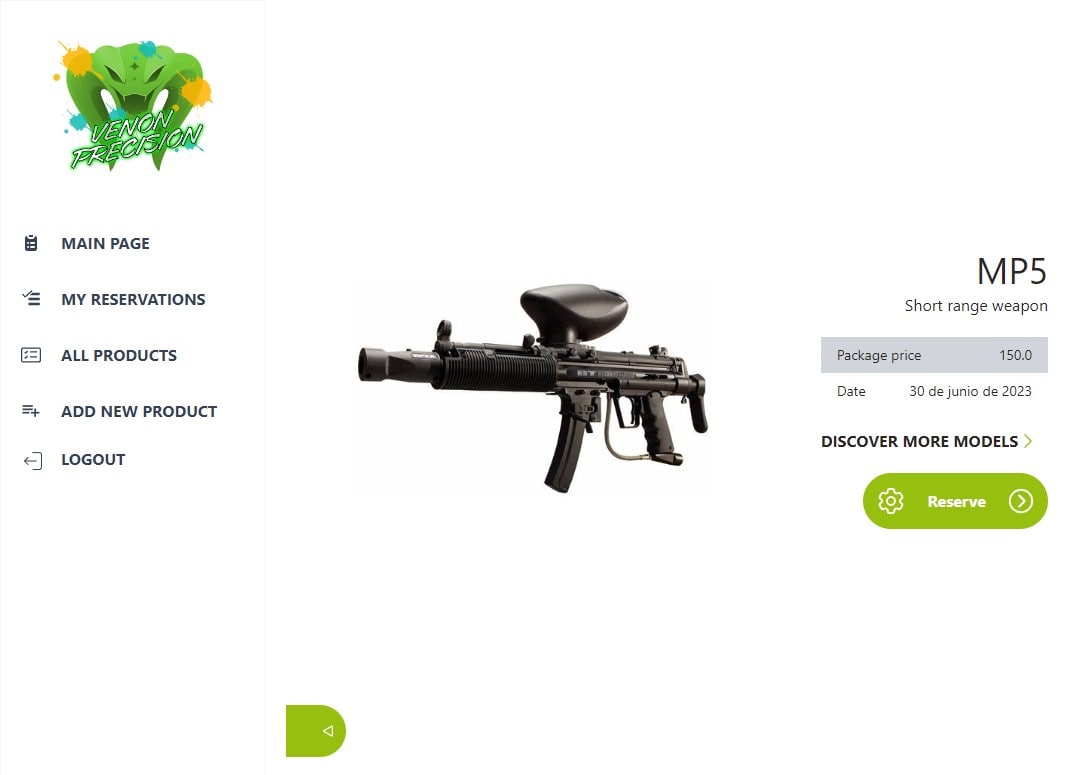 VENON
PRECISION
MAIN PAGE
MY RESERVATIONS
ALL PRODUCTS
ADD NEW PRODUCT
LOGOUT
MP5
Short range weapon
Package price 150.0
Date 30 de junio de 2023
DISCOVER MORE MODELS
Reserve